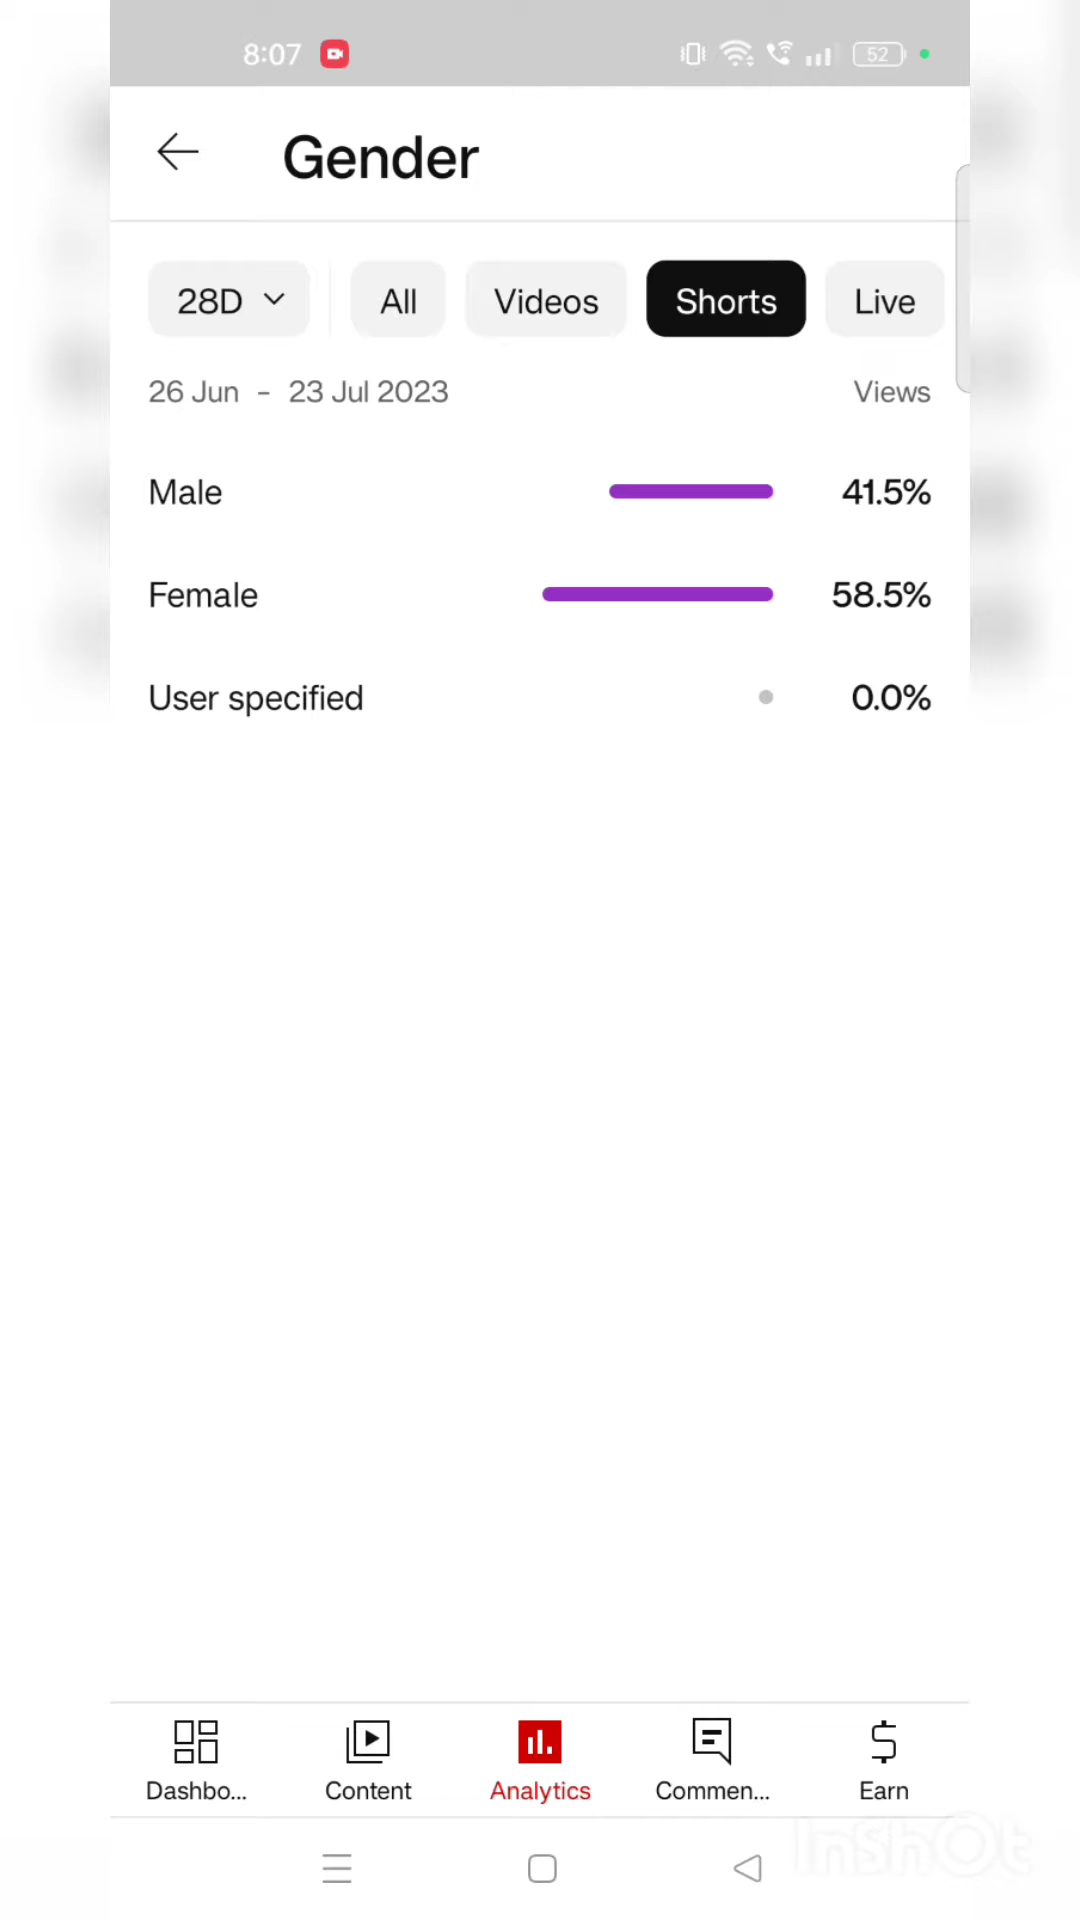 8:07 52
Gender
28D All Videos Shorts Live
26 Jun - 23 Jul 2023 Views
Male 41.5%
Female 58.5%
User specified 0.0%
Dashbo... Content Analytics Commen... Earn
InShOt